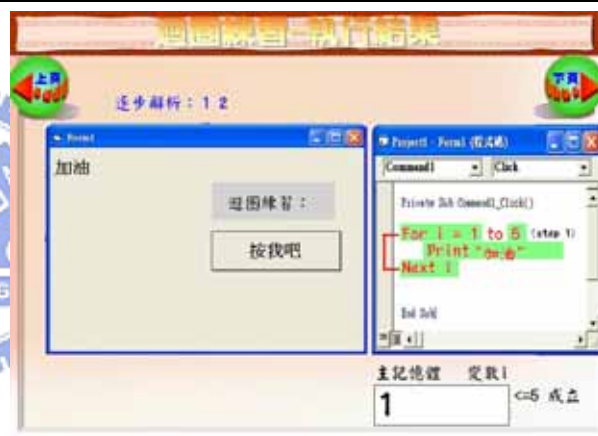 迴圈練習-執行結果
上頁
下頁
逐步解析：1 2
Form1
Project1 - Form1 (程式碼)
加油
Command1
Click
迴圈練習：
按我吧
Private Sub Command1_Click()
For i = 1 to 5 (step 1)
Print "加油"
Next i
End Sub
主記憶體 變數i
1
<=5 成立